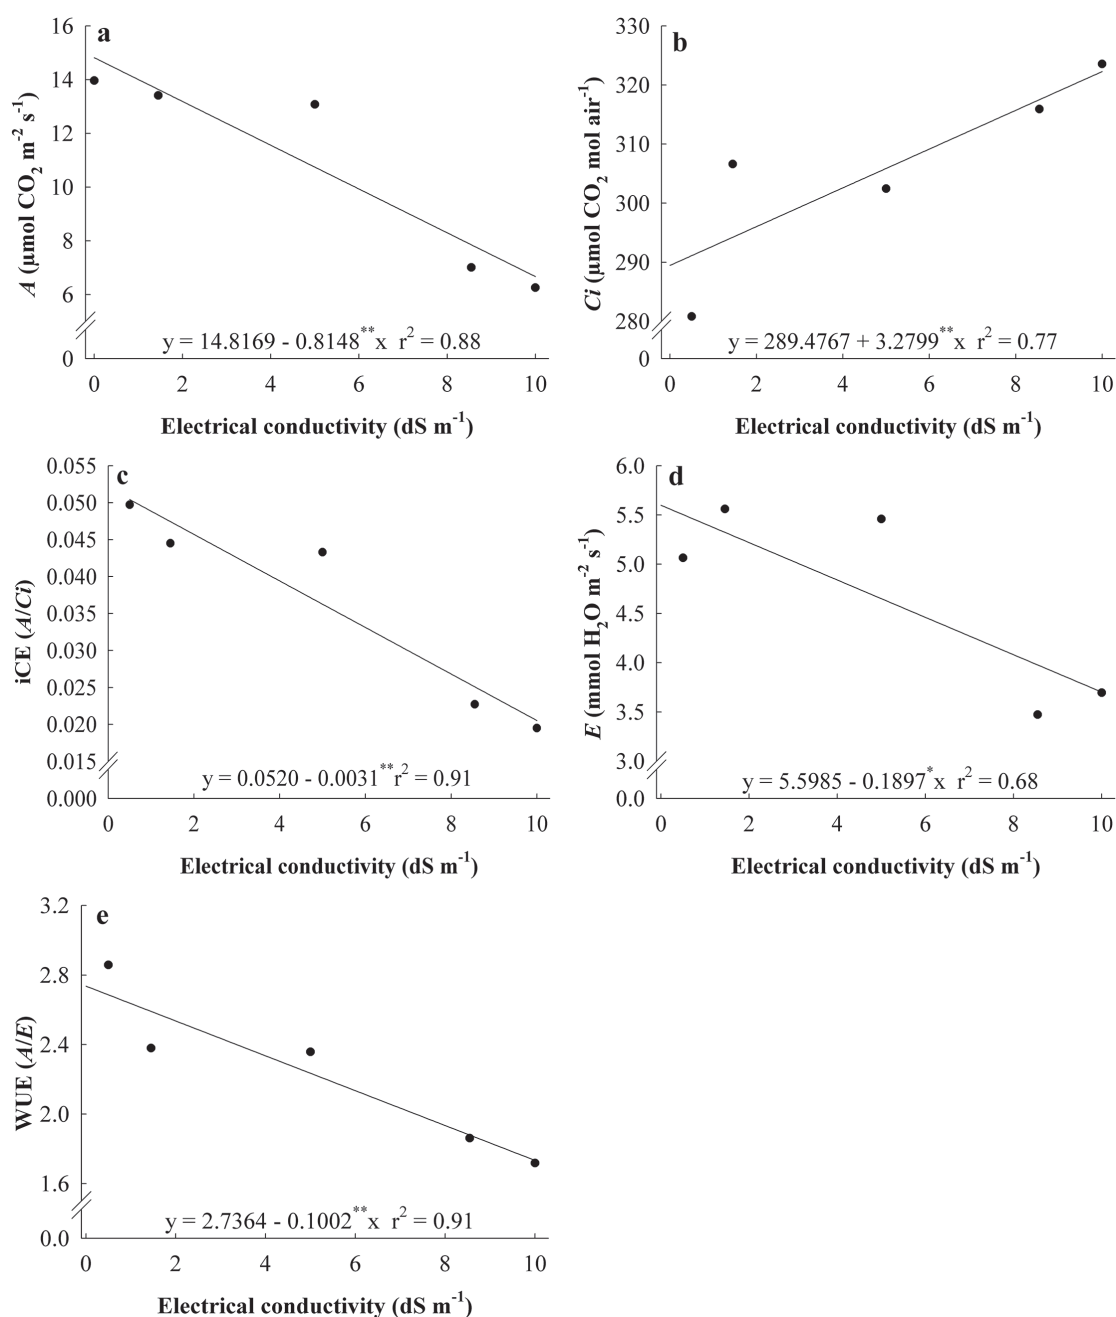 a
16
14
12
10
8
6
0
A (µmol CO₂ m⁻² s⁻¹)
y = 14.8169 - 0.8148**x r² = 0.88
0 2 4 6 8 10
Electrical conductivity (dS m⁻¹)
b
330
320
310
300
290
280
0
Ci (µmol CO₂ mol air⁻¹)
y = 289.4767 + 3.2799**x r² = 0.77
0 2 4 6 8 10
Electrical conductivity (dS m⁻¹)
c
0.055
0.050
0.045
0.040
0.035
0.030
0.025
0.020
0.015
0.000
iCE (A/Ci)
y = 0.0520 - 0.0031**r² = 0.91
0 2 4 6 8 10
Electrical conductivity (dS m⁻¹)
d
6.0
5.5
5.0
4.5
4.0
3.5
3.0
0.0
E (mmol H₂O m⁻² s⁻¹)
y = 5.5985 - 0.1897*x r² = 0.68
0 2 4 6 8 10
Electrical conductivity (dS m⁻¹)
e
3.2
2.8
2.4
2.0
1.6
0.0
WUE (A/E)
y = 2.7364 - 0.1002**x r² = 0.91
0 2 4 6 8 10
Electrical conductivity (dS m⁻¹)